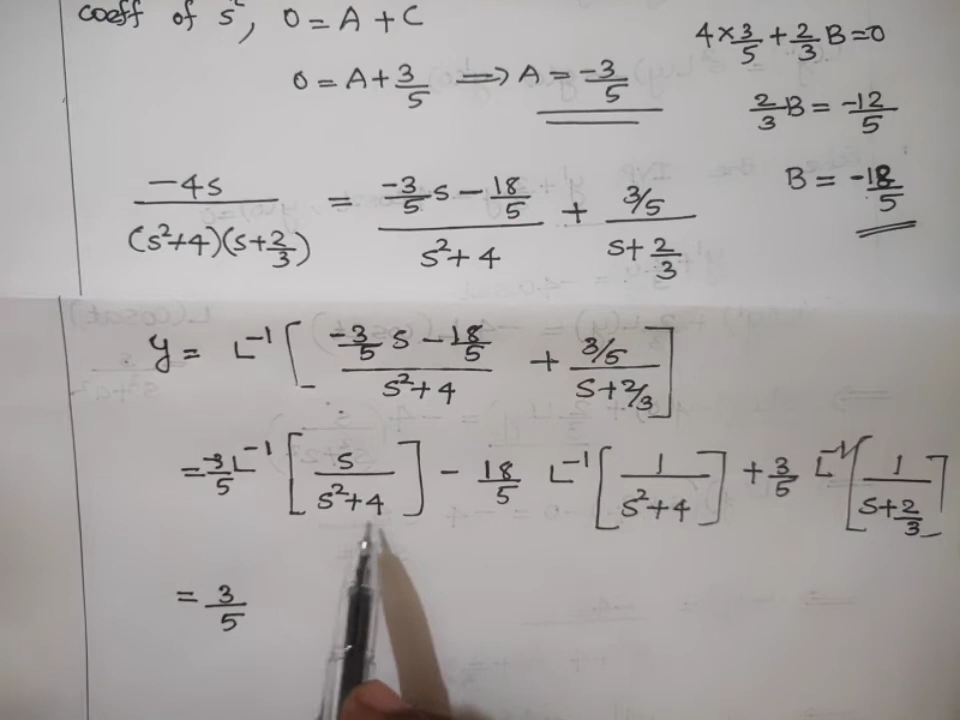 coeff of s², 0 = A + C
0 = A + 3/5 ⟹ A = -3/5
4 × 3/5 + 2/3 B = 0
2/3 B = -12/5
B = -18/5
-4s / (s²+4)(s+2/3) = (-3/5 s - 18/5) / (s²+4) + (3/5) / (s+2/3)
y = L⁻¹ [ (-3/5 s - 18/5) / (s²+4) + (3/5) / (s+2/3) ]
= -3/5 L⁻¹ [ s / (s²+4) ] - 18/5 L⁻¹ [ 1 / (s²+4) ] + 3/5 L⁻¹ [ 1 / (s+2/3) ]
= 3/5